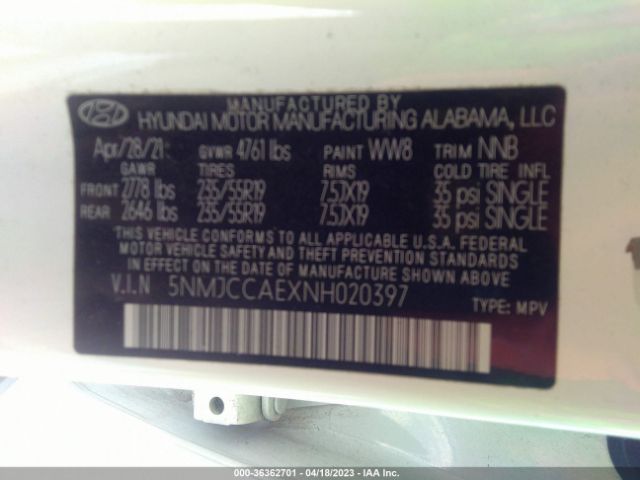 MANUFACTURED BY
HYUNDAI MOTOR MANUFACTURING ALABAMA, LLC
Apr/28/21 GVWR 4761 lbs PAINT WW8 TRIM NNB
GAWR TIRES RIMS COLD TIRE INFL
FRONT 2778 lbs 235/55R19 7.5JX19 35 psi SINGLE
REAR 2646 lbs 235/55R19 7.5JX19 35 psi SINGLE
THIS VEHICLE CONFORMS TO ALL APPLICABLE U.S.A. FEDERAL
MOTOR VEHICLE SAFETY, BUMPER, AND THEFT PREVENTION
STANDARDS IN EFFECT ON THE DATE OF MANUFACTURE SHOWN ABOVE.
V.I.N 5NMJCCAEXNH020397
TYPE: MPV
000-36362701 - 04/18/2023 - IAA Inc.